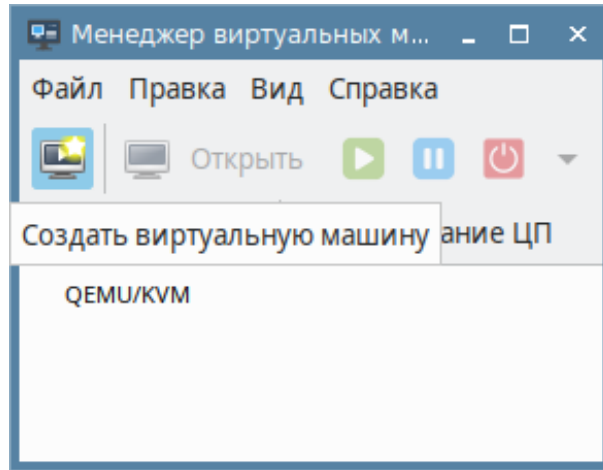 Менеджер виртуальных м...
Файл Правка Вид Справка
Открыть
Создать виртуальную машину
ание ЦП
QEMU/KVM